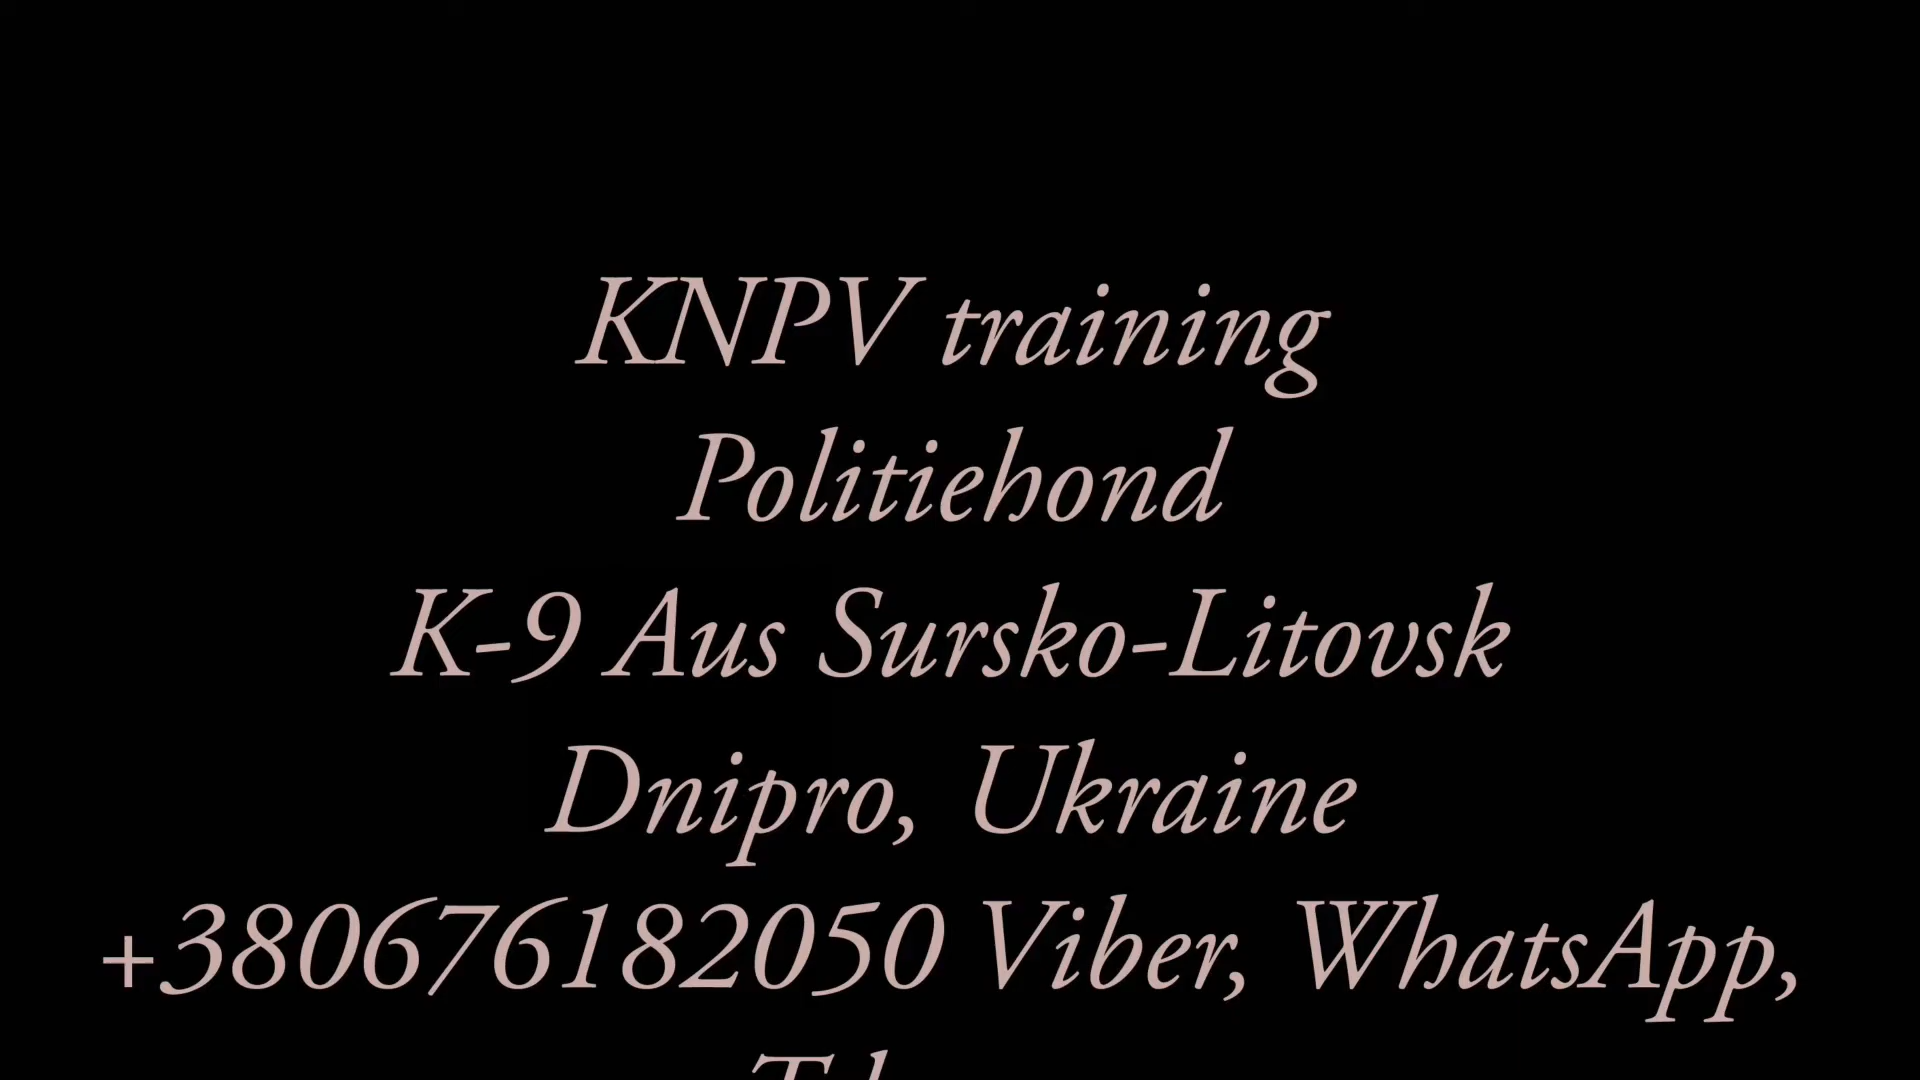 KNPV training
Politiehond
K-9 Aus Sursko-Litovsk
Dnipro, Ukraine
+380676182050 Viber, WhatsApp,